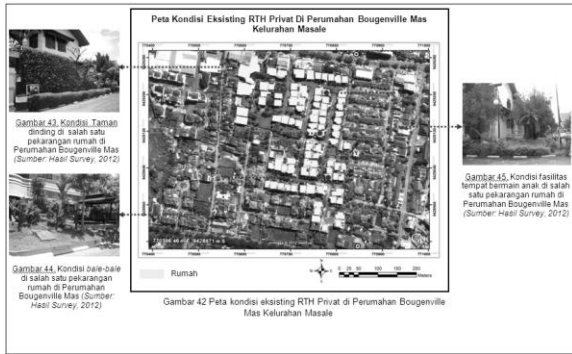 Peta Kondisi Eksisting RTH Privat Di Perumahan Bougenville Mas
Kelurahan Masale
Gambar 43. Kondisi Taman
dinding di salah satu
pekarangan rumah di
Perumahan Bougenville Mas
(Sumber: Hasil Survey, 2012)
Gambar 44. Kondisi bale-bale
di salah satu pekarangan
rumah di Perumahan
Bougenville Mas (Sumber:
Hasil Survey, 2012)
Gambar 45. Kondisi fasilitas
tempat bermain anak di salah
satu pekarangan rumah di
Perumahan Bougenville Mas
(Sumber: Hasil Survey, 2012)
Rumah
Meters
Gambar 42 Peta kondisi eksisting RTH Privat di Perumahan Bougenville
Mas Kelurahan Masale